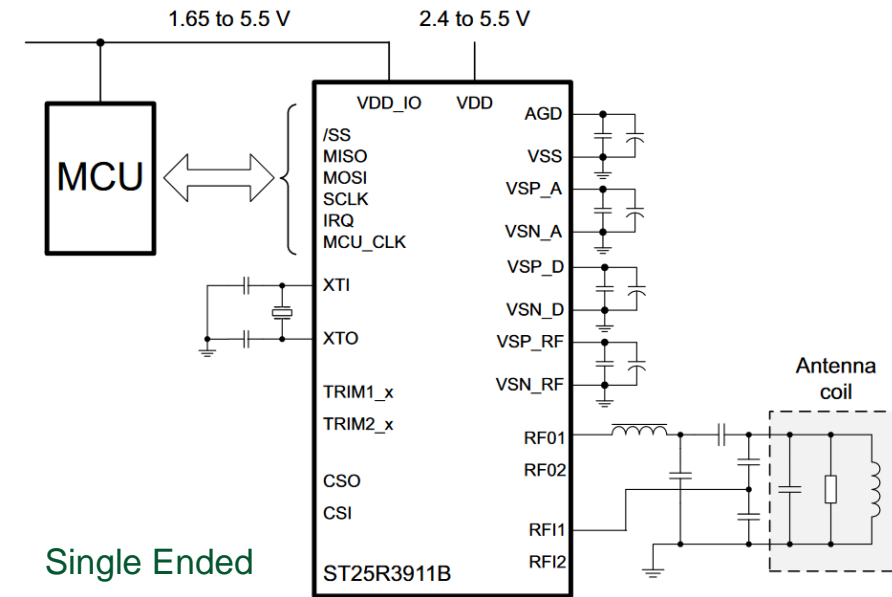 1.65 to 5.5 V
2.4 to 5.5 V
MCU
VDD_IO
VDD
/SS
MISO
MOSI
SCLK
IRQ
MCU_CLK
XTI
XTO
TRIM1_x
TRIM2_x
CSO
CSI
ST25R3911B
AGD
VSS
VSP_A
VSN_A
VSP_D
VSN_D
VSP_RF
VSN_RF
RF01
RF02
RFI1
RFI2
Antenna
coil
Single Ended